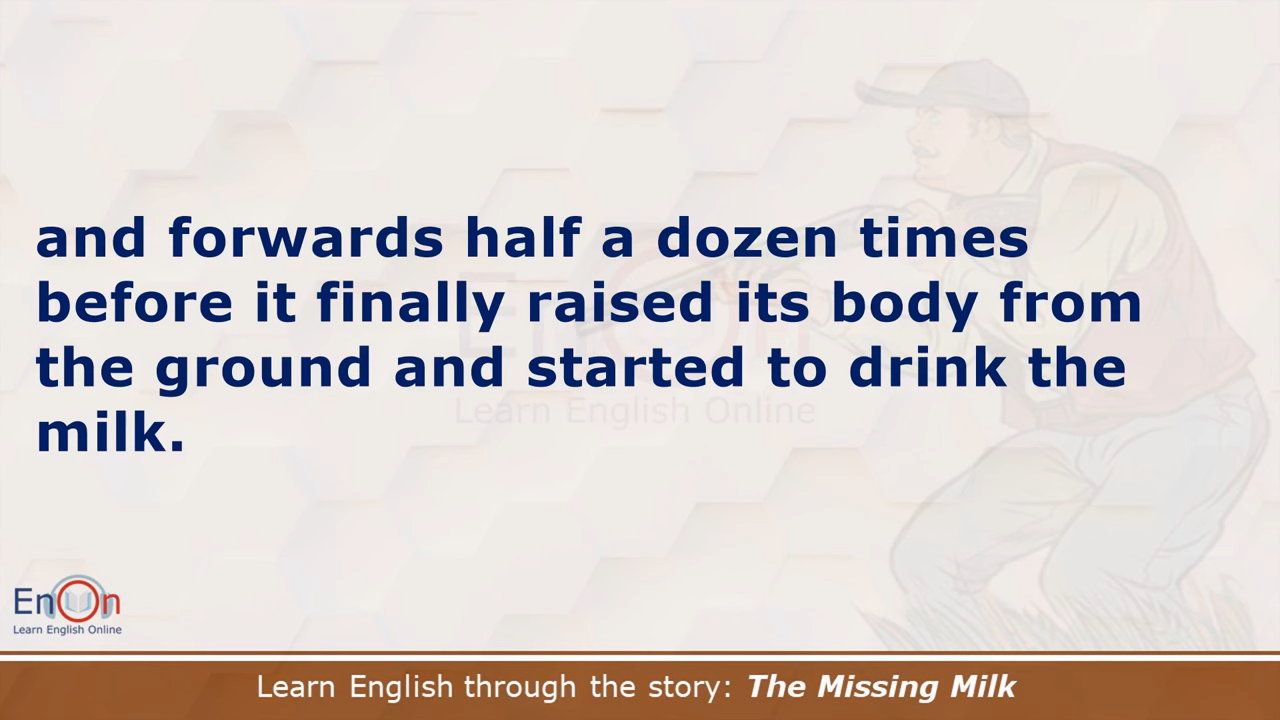 and forwards half a dozen times
before it finally raised its body from
the ground and started to drink the
milk.
Learn English Online
EnOn
Learn English Online
Learn English through the story: The Missing Milk